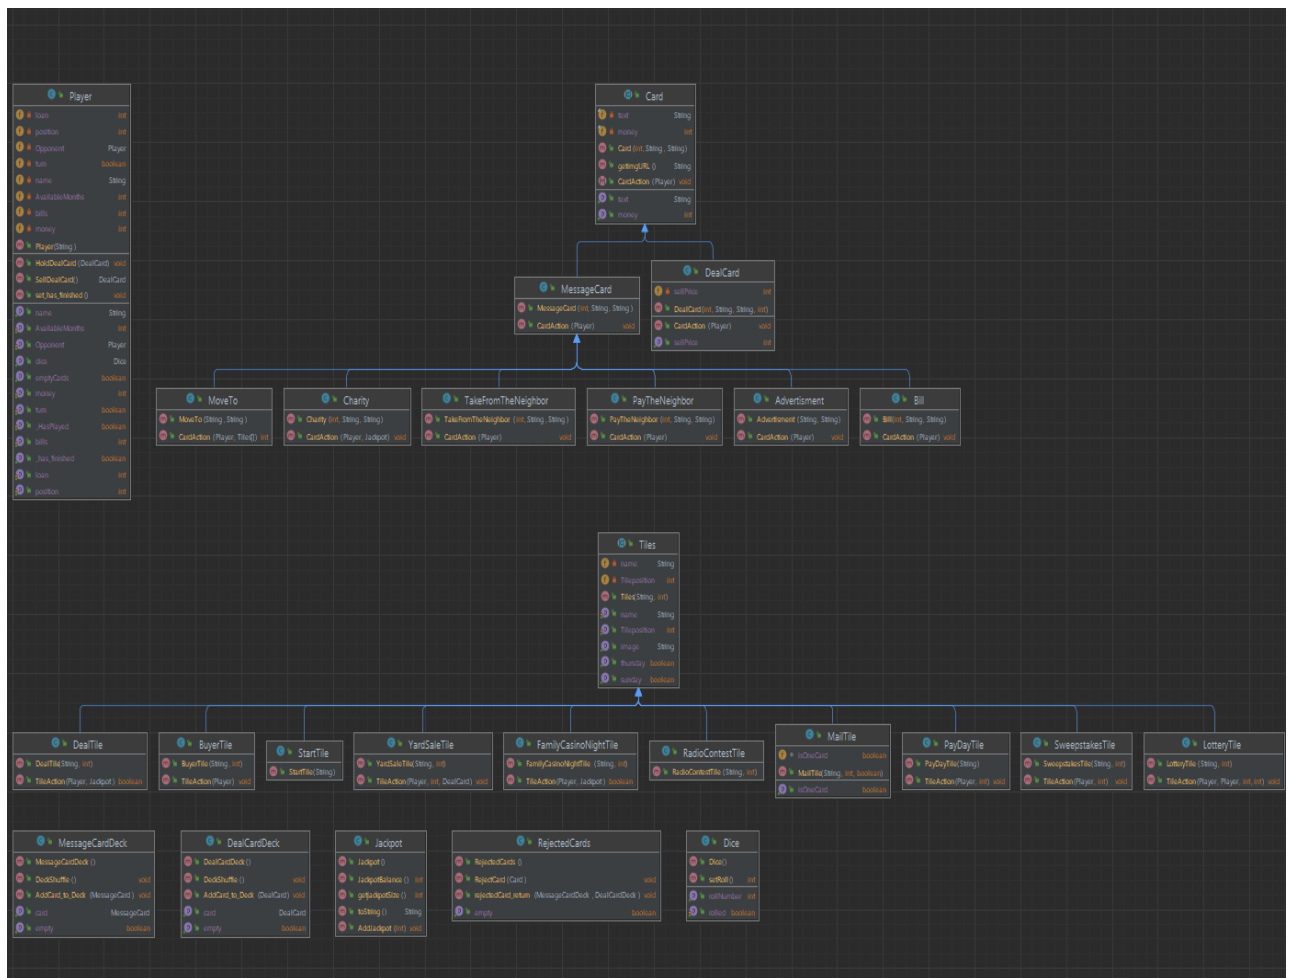 Player
loan int
position int
Opponent Player
turn boolean
name String
AvailableMonths int
bills int
money int
Player(String )
HoldDealCard (DealCard) void
SellDealCard() DealCard
set_has_finished () void
name String
AvailableMonths int
Opponent Player
dice Dice
emptyCards boolean
money int
turn boolean
_HasPlayed boolean
bills int
_has_finished boolean
loan int
position int
Card
text String
money int
Card (int, String , String)
getImgURL () String
CardAction (Player) void
text String
money int
MessageCard
MessageCard (int, String, String )
CardAction (Player) void
DealCard
sellPrice int
DealCard(int, String, String, int)
CardAction (Player) void
sellPrice int
MoveTo
MoveTo (String , String)
CardAction (Player, Tiles[]) int
Charity
Charity (int, String, String)
CardAction (Player, Jackpot) void
TakeFromTheNeighbor
TakeFromTheNeighbor (int, String, String)
CardAction (Player) void
PayTheNeighbor
PayTheNeighbor (int, String, String)
CardAction (Player) void
Advertisment
Advertisment (String, String)
CardAction (Player) void
Bill
Bill(int, String, String)
CardAction (Player) void
Tiles
name String
Tileposition int
Tiles(String, int)
name String
Tileposition int
image String
thursday boolean
sunday boolean
DealTile
DealTile(String, int)
TileAction(Player, Jackpot) boolean
BuyerTile
BuyerTile (String, int)
TileAction(Player) void
StartTile
StartTile(String)
YardSaleTile
YardSaleTile(String, int)
TileAction(Player, int, DealCard) void
FamilyCasinoNightTile
FamilyCasinoNightTile (String, int)
TileAction(Player, Jackpot) boolean
RadioContestTile
RadioContestTile (String, int)
MailTile
isOneCard boolean
MailTile(String, int, boolean)
isOneCard boolean
PayDayTile
PayDayTile(String)
TileAction(Player, int) void
SweepstakesTile
SweepstakesTile(String, int)
TileAction(Player, int) void
LotteryTile
LotteryTile (String, int)
TileAction(Player, Player, int, int) void
MessageCardDeck
MessageCardDeck ()
DeckShuffle () void
AddCard_to_Deck (MessageCard ) void
card MessageCard
empty boolean
DealCardDeck
DealCardDeck ()
DeckShuffle () void
AddCard_to_Deck (DealCard) void
card DealCard
empty boolean
Jackpot
Jackpot ()
JackpotBalance () int
getJackpotSize () int
toString () String
AddJackpot (int) void
RejectedCards
RejectedCards ()
RejectCard (Card ) void
rejectedCard_return (MessageCardDeck , DealCardDeck ) void
empty boolean
Dice
Dice()
setRoll() int
rollNumber int
rolled boolean